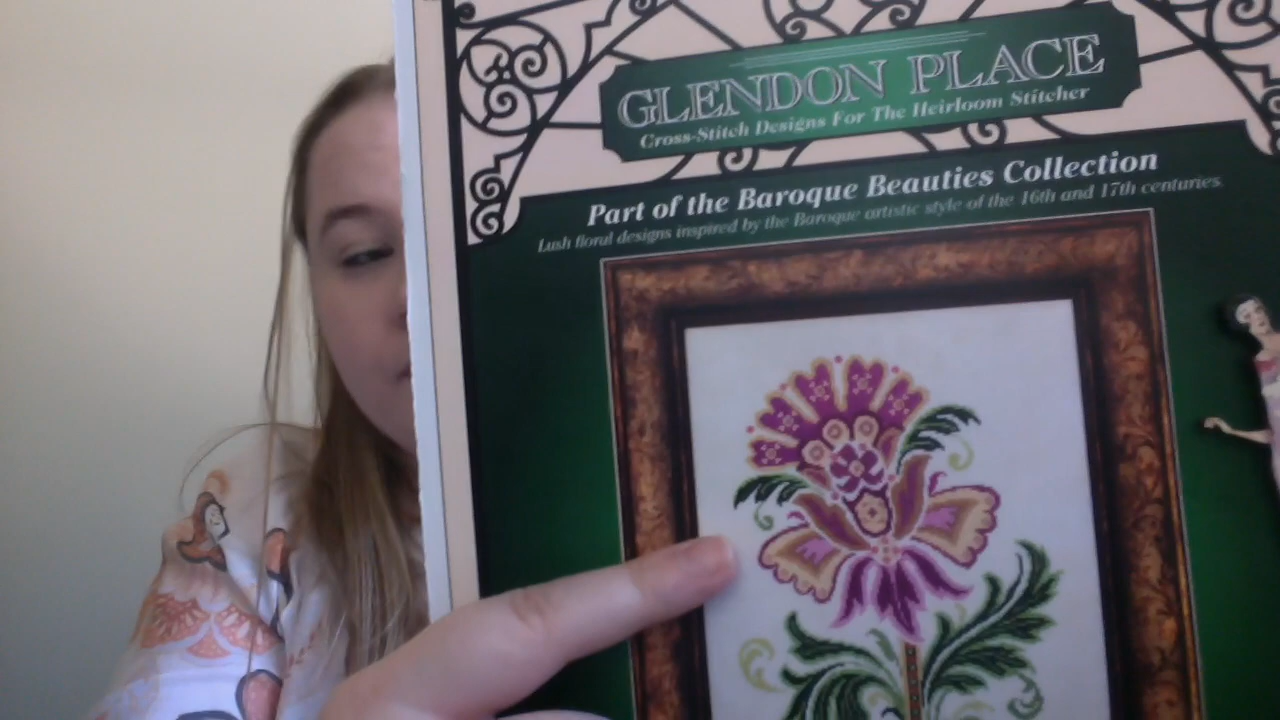 GLENDON PLACE
Cross-Stitch Designs For The Heirloom Stitcher
Part of the Baroque Beauties Collection
Lush floral designs inspired by the Baroque artistic style of the 16th and 17th centuries.